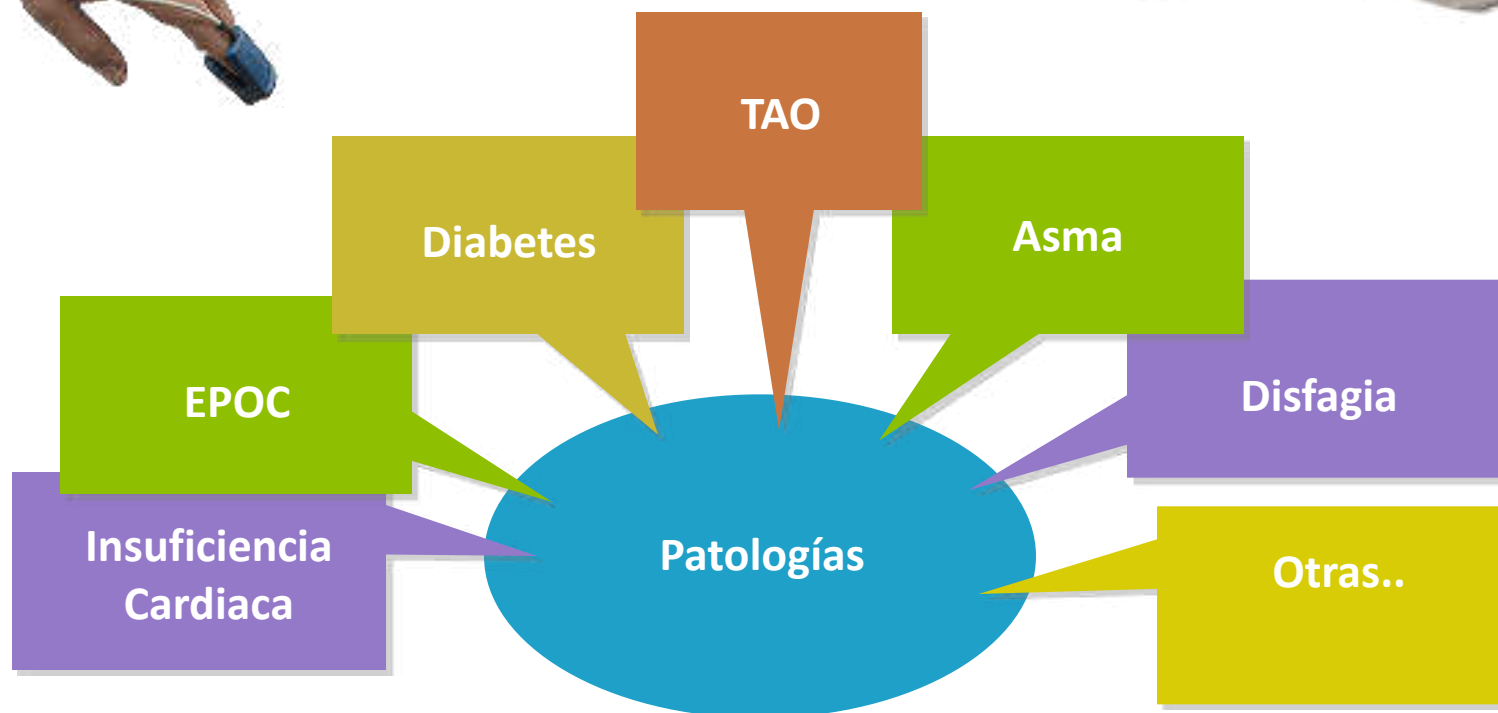 TAO
Diabetes
Asma
EPOC
Disfagia
Insuficiencia
Cardiaca
Patologías
Otras..